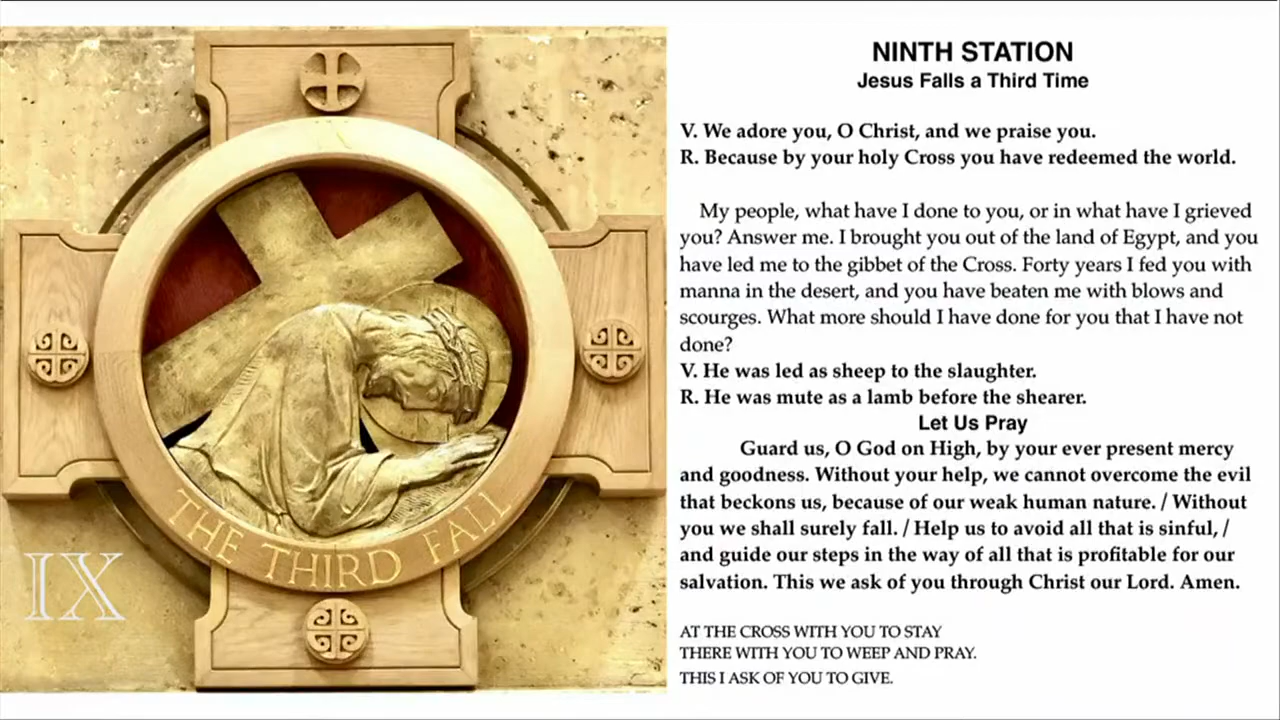 THE THIRD FALL
IX
NINTH STATION
Jesus Falls a Third Time
V. We adore you, O Christ, and we praise you.
R. Because by your holy Cross you have redeemed the world.
My people, what have I done to you, or in what have I grieved
you? Answer me. I brought you out of the land of Egypt, and you
have led me to the gibbet of the Cross. Forty years I fed you with
manna in the desert, and you have beaten me with blows and
scourges. What more should I have done for you that I have not
done?
V. He was led as sheep to the slaughter.
R. He was mute as a lamb before the shearer.
Let Us Pray
Guard us, O God on High, by your ever present mercy
and goodness. Without your help, we cannot overcome the evil
that beckons us, because of our weak human nature. / Without
you we shall surely fall. / Help us to avoid all that is sinful, /
and guide our steps in the way of all that is profitable for our
salvation. This we ask of you through Christ our Lord. Amen.
AT THE CROSS WITH YOU TO STAY
THERE WITH YOU TO WEEP AND PRAY.
THIS I ASK OF YOU TO GIVE.